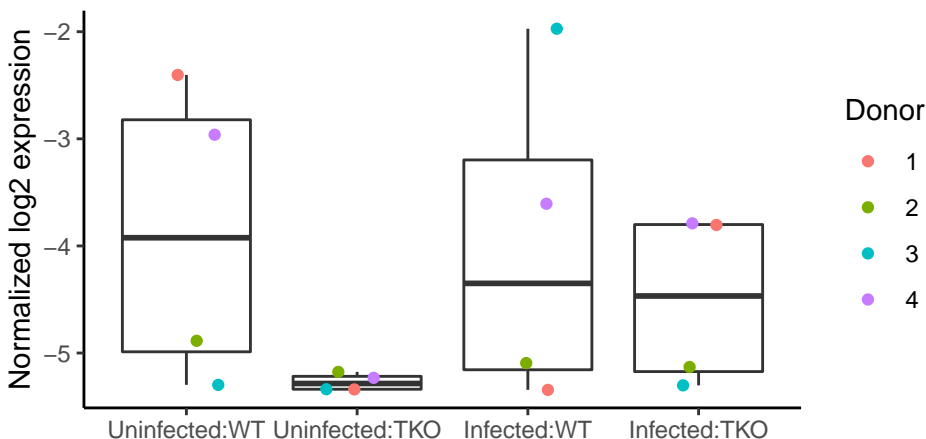 Normalized log2 expression
−2
−3
−4
−5
Uninfected:WT
Uninfected:TKO
Infected:WT
Infected:TKO
Donor
1
2
3
4